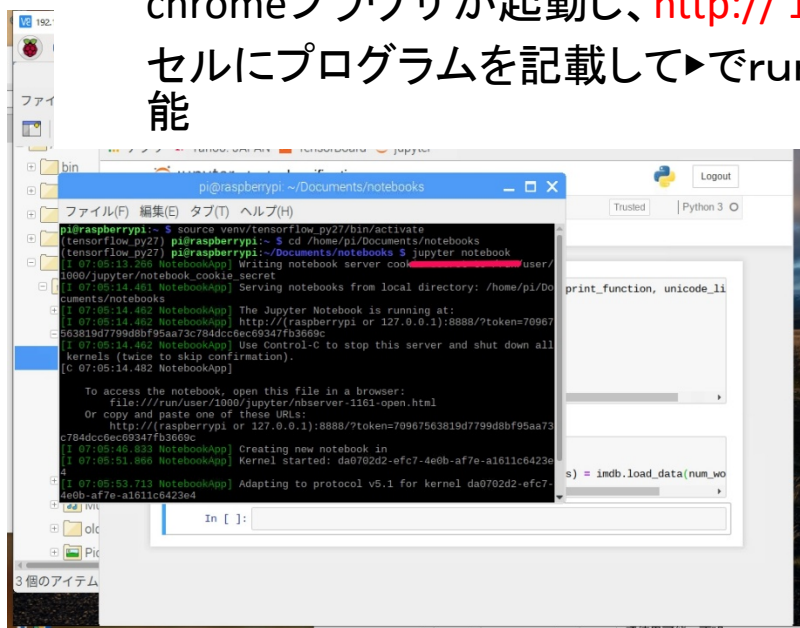 chromeブラウザが起動し、http://
セルにプログラムを記載して▶でrun
能
192.
ファイ
bin
Logout
Trusted
Python 3
pi@raspberrypi: ~/Documents/notebooks
ファイル(F) 編集(E) タブ(T) ヘルプ(H)
pi@raspberrypi:~ $ source venv/tensorflow_py27/bin/activate
(tensorflow_py27) pi@raspberrypi:~ $ cd /home/pi/Documents/notebooks
(tensorflow_py27) pi@raspberrypi:~/Documents/notebooks $ jupyter notebook
[I 07:05:13.266 NotebookApp] Writing notebook server cook user/
1000/jupyter/notebook_cookie_secret
[I 07:05:14.461 NotebookApp] Serving notebooks from local directory: /home/pi/Do
cuments/notebooks
[I 07:05:14.462 NotebookApp] The Jupyter Notebook is running at:
[I 07:05:14.462 NotebookApp] http://(raspberrypi or 127.0.0.1):8888/?token=70967
563819d7799d8bf95aa73c784dcc6ec69347fb3669c
[I 07:05:14.462 NotebookApp] Use Control-C to stop this server and shut down all
kernels (twice to skip confirmation).
[C 07:05:14.482 NotebookApp]
To access the notebook, open this file in a browser:
file:///run/user/1000/jupyter/nbserver-1161-open.html
Or copy and paste one of these URLs:
http://(raspberrypi or 127.0.0.1):8888/?token=70967563819d7799d8bf95aa73
c784dcc6ec69347fb3669c
[I 07:05:46.833 NotebookApp] Creating new notebook in
[I 07:05:51.866 NotebookApp] Kernel started: da0702d2-efc7-4e0b-af7e-a1611c6423e
4
[I 07:05:53.713 NotebookApp] Adapting to protocol v5.1 for kernel da0702d2-efc7-
4e0b-af7e-a1611c6423e4
print_function, unicode_li
s) = imdb.load_data(num_wo
In [ ]:
old
Pic
3 個のアイテム